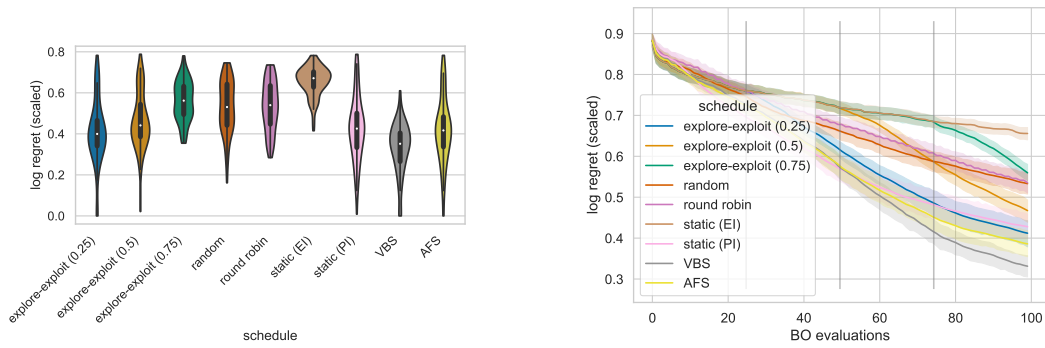 0.8
0.6
0.4
0.2
0.0
log regret (scaled)
explore-exploit (0.25)
explore-exploit (0.5)
explore-exploit (0.75)
random
round robin
static (EI)
static (PI)
VBS
AFS
schedule
0.9
0.8
0.7
0.6
0.5
0.4
0.3
log regret (scaled)
schedule
explore-exploit (0.25)
explore-exploit (0.5)
explore-exploit (0.75)
random
round robin
static (EI)
static (PI)
VBS
AFS
0 20 40 60 80 100
BO evaluations